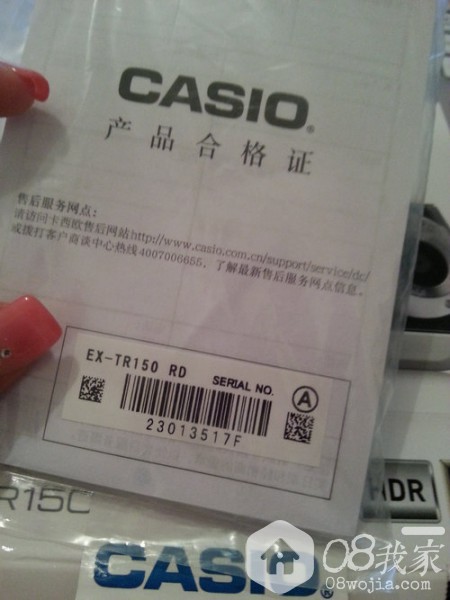 CASIO®
产品合格证
售后服务网点：
请访问卡西欧售后网站http://www.casio.com.cn/support/service/dc/
或拨打客户商谈中心热线4007006655，了解最新售后服务网点信息。
EX-TR150 RD SERIAL NO. A
23013517F
R150
HDR
CASIO
08我家
08wojia.com